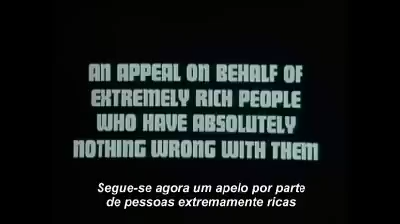 AN APPEAL ON BEHALF OF
EXTREMELY RICH PEOPLE
WHO HAVE ABSOLUTELY
NOTHING WRONG WITH THEM
Segue-se agora um apelo por parte
de pessoas extremamente ricas